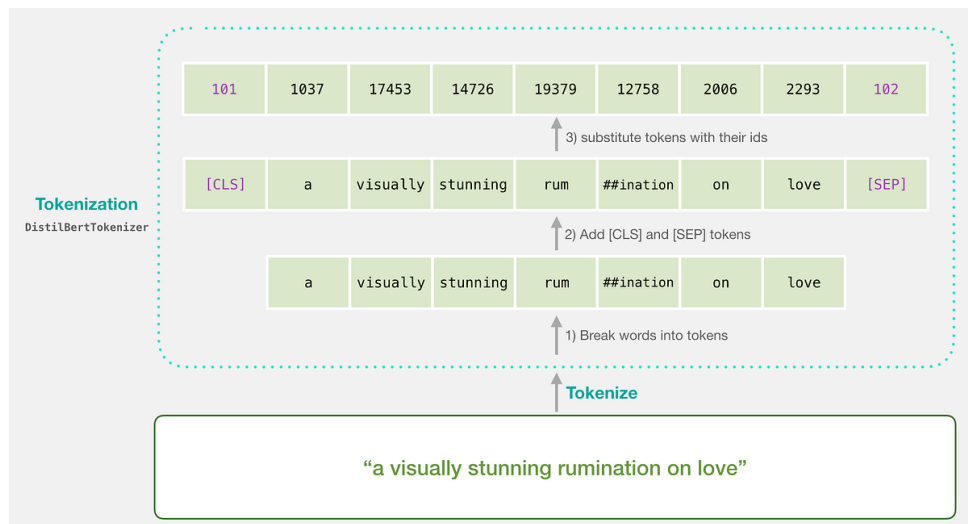 101 1037 17453 14726 19379 12758 2006 2293 102
3) substitute tokens with their ids
[CLS] a visually stunning rum ##ination on love [SEP]
Tokenization
DistilBertTokenizer
2) Add [CLS] and [SEP] tokens
a visually stunning rum ##ination on love
1) Break words into tokens
Tokenize
“a visually stunning rumination on love”